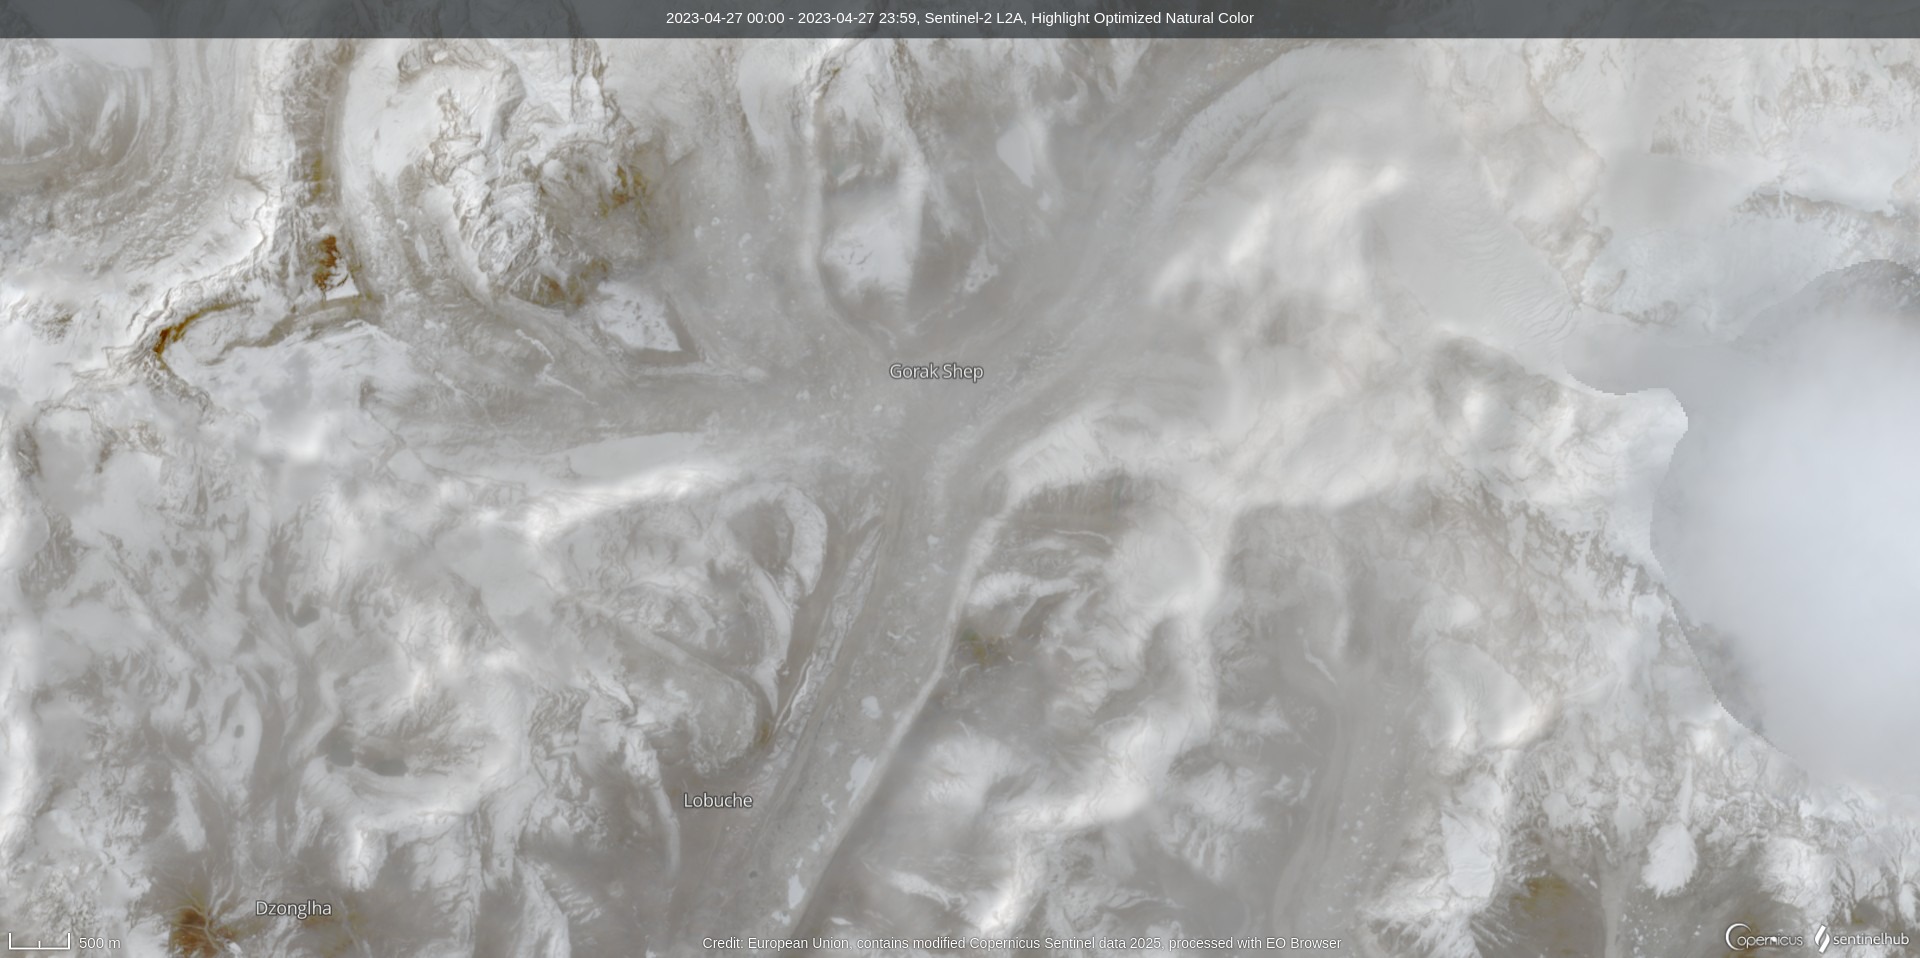 2023-04-27 00:00 - 2023-04-27 23:59, Sentinel-2 L2A, Highlight Optimized Natural Color
Gorak Shep
Lobuche
Dzonglha
500 m
Credit: European Union, contains modified Copernicus Sentinel data 2025, processed with EO Browser
Copernicus
sentinelhub